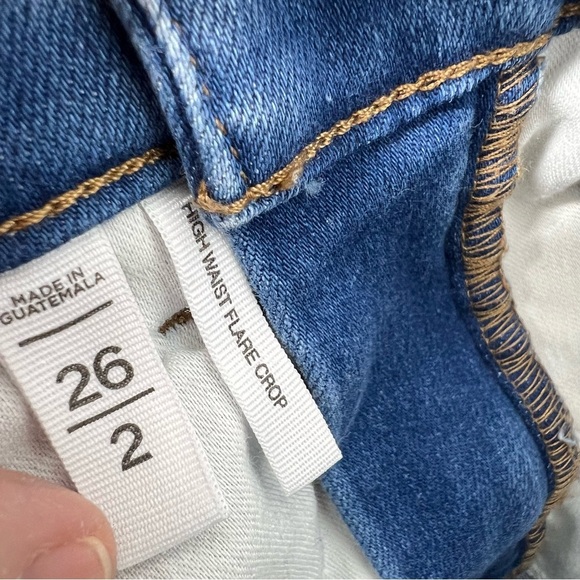 MADE IN
GUATEMALA
26
2
HIGH WAIST FLARE CROP